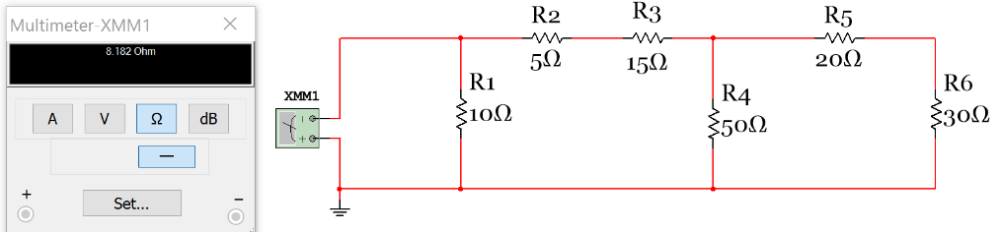 Multimeter-XMM1
8.182 Ohm
A V Ω dB
+ −
Set...
XMM1
R1
10Ω
R2
5Ω
R3
15Ω
R4
50Ω
R5
20Ω
R6
30Ω